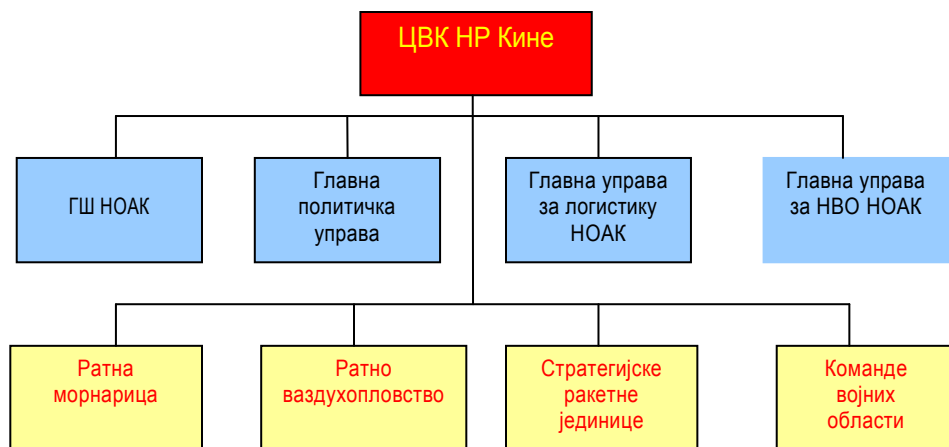 ЦВК НР Кине
ГШ НОАК
Главна
политичка
управа
Главна управа
за логистику
НОАК
Главна управа
за НВО НОАК
Ратна
морнарица
Ратно
ваздухопловство
Стратегијске
ракетне
јединице
Команде
војних
области